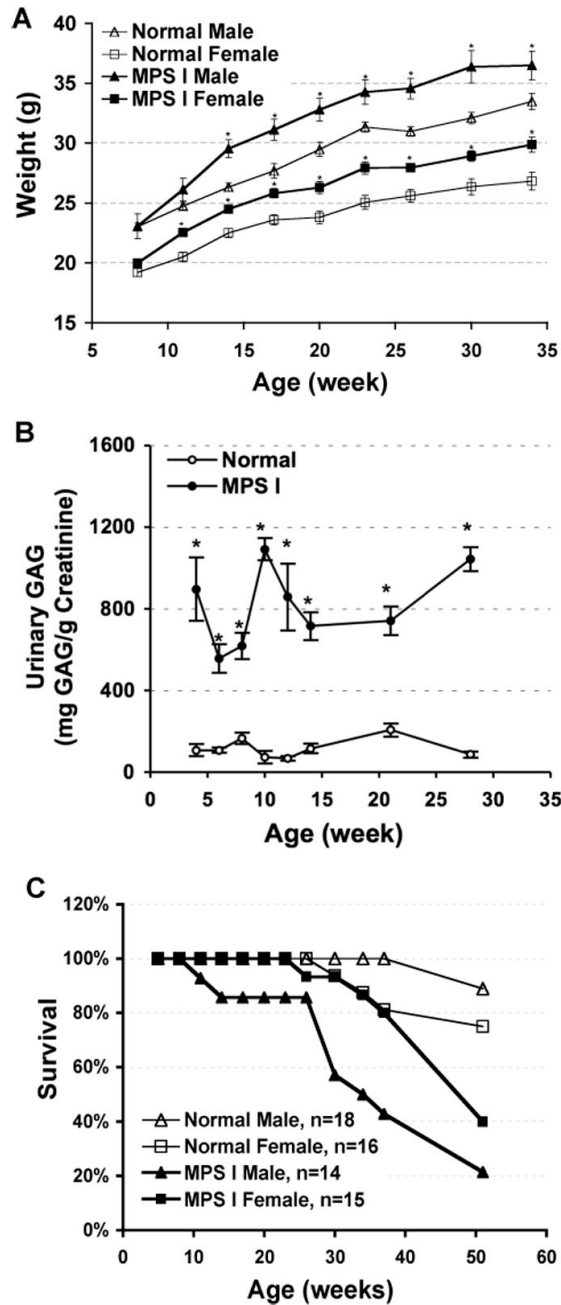 A
Normal Male
Normal Female
MPS I Male
MPS I Female
Weight (g)
40
35
30
25
20
15
* * * * * * *
* * * * * * * *
5 10 15 20 25 30 35
Age (week)
B
Normal
MPS I
Urinary GAG
(mg GAG/g Creatinine)
1600
1200
800
400
0
* * * * * * * *
0 5 10 15 20 25 30 35
Age (week)
C
120%
100%
80%
60%
40%
20%
0%
Survival
Normal Male, n=18
Normal Female, n=16
MPS I Male, n=14
MPS I Female, n=15
0 10 20 30 40 50 60
Age (weeks)